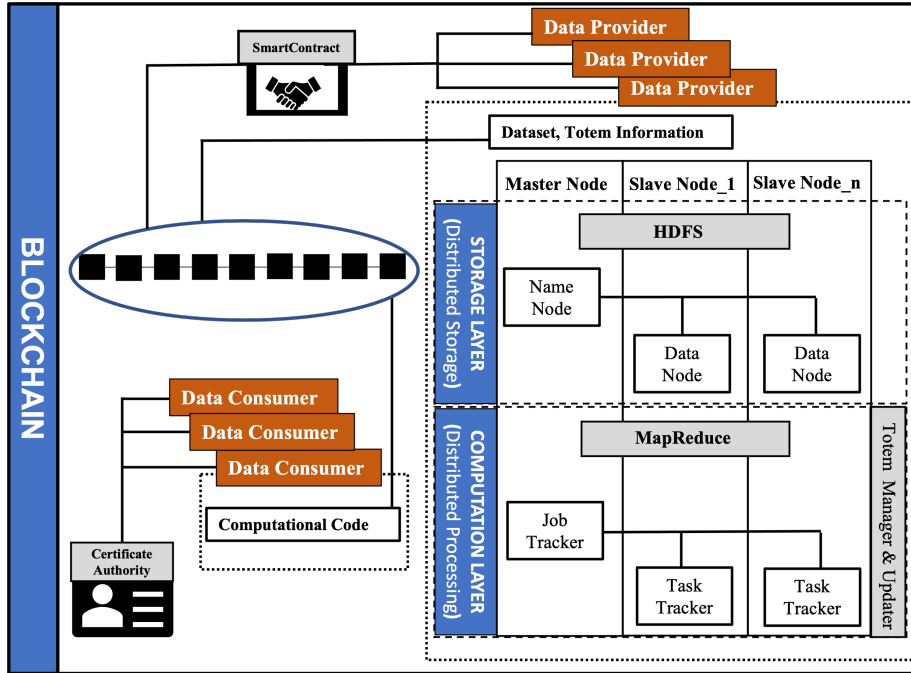 BLOCKCHAIN
SmartContract
Data Provider
Data Provider
Data Provider
Dataset, Totem Information
Master Node
Slave Node_1
Slave Node_n
STORAGE LAYER
(Distributed Storage)
HDFS
Name
Node
Data
Node
Data
Node
Data Consumer
Data Consumer
Data Consumer
Computational Code
Certificate
Authority
COMPUTATION LAYER
(Distributed Processing)
MapReduce
Job
Tracker
Task
Tracker
Task
Tracker
Totem Manager & Updater